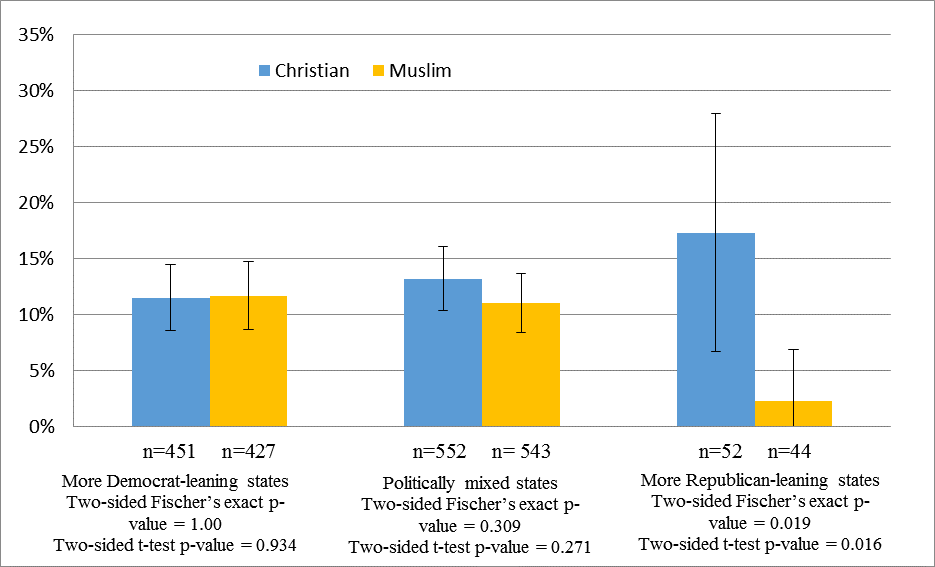 35%
Christian Muslim
30%
25%
20%
15%
10%
5%
0%
n=451 n=427
More Democrat-leaning states
Two-sided Fischer's exact p-
value = 1.00
Two-sided t-test p-value = 0.934
n=552 n= 543
Politically mixed states
Two-sided Fischer's exact p-
value = 0.309
Two-sided t-test p-value = 0.271
n=52 n=44
More Republican-leaning states
Two-sided Fischer's exact p-
value = 0.019
Two-sided t-test p-value = 0.016